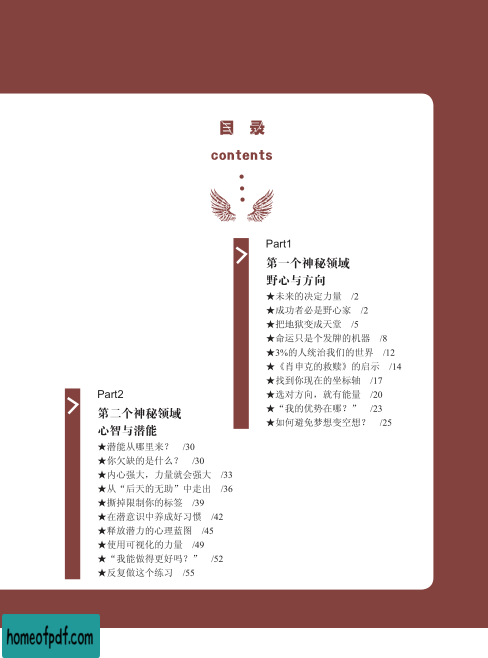 目 录
contents
Part1
第一个神秘领域
野心与方向
★未来的决定力量 /2
★成功者必是野心家 /2
★把地狱变成天堂 /5
★命运只是个发牌的机器 /8
★3%的人统治我们的世界 /12
★《肖申克的救赎》的启示 /14
★找到你现在的坐标轴 /17
★选对方向，就有能量 /20
★“我的优势在哪？” /23
★如何避免梦想变空想？ /25
Part2
第二个神秘领域
心智与潜能
★潜能从哪里来？ /30
★你欠缺的是什么？ /30
★内心强大，力量就会强大 /33
★从“后天的无助”中走出 /36
★撕掉限制你的标签 /39
★在潜意识中养成好习惯 /42
★释放潜力的心理蓝图 /45
★使用可视化的力量 /49
★“我能做得更好吗？” /52
★反复做这个练习 /55
homeofpdf.com